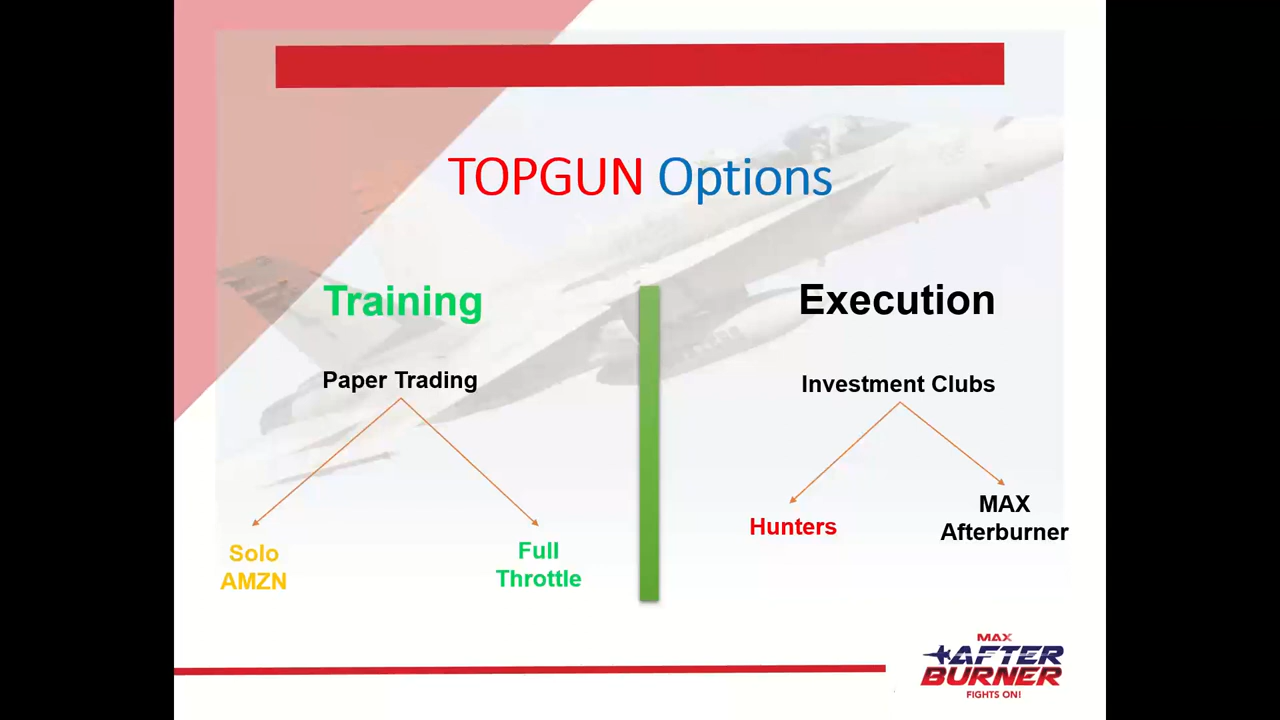 TOPGUN Options
Training
Execution
Paper Trading
Investment Clubs
Solo
AMZN
Full
Throttle
Hunters
MAX
Afterburner
MAX
AFTER
BURNER
FIGHTS ON!